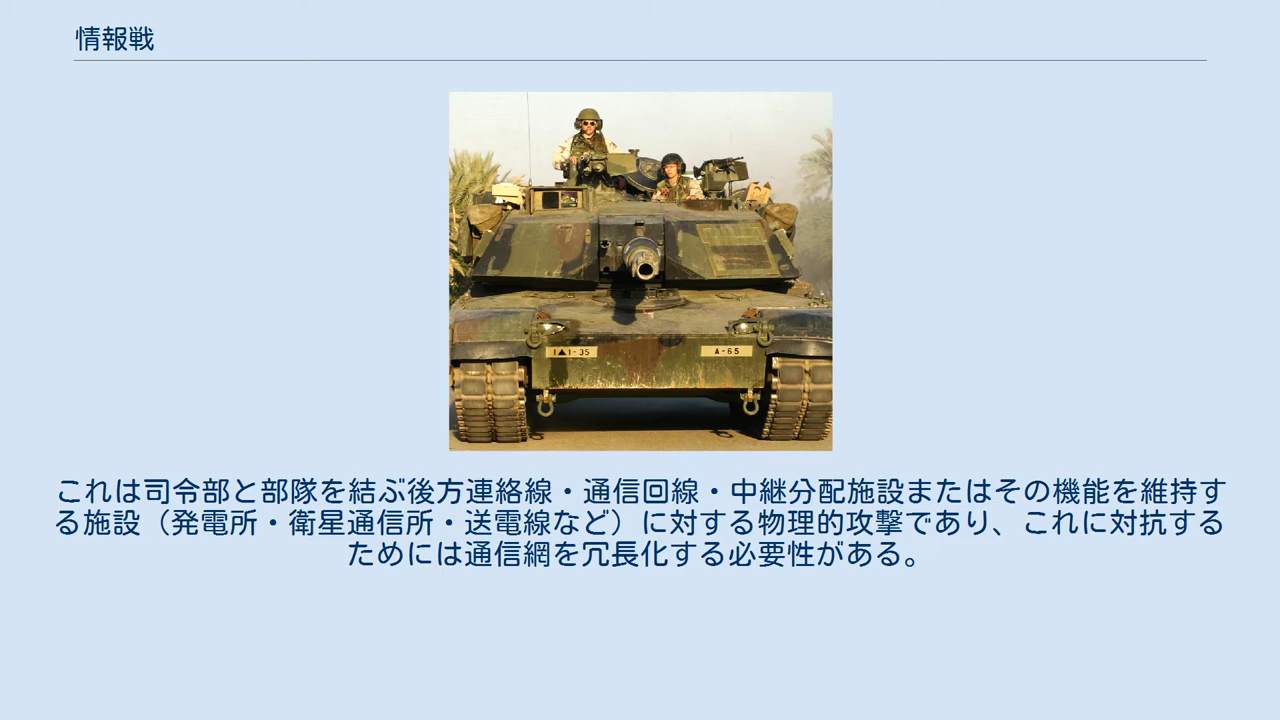 情報戦
I▲I-35
A-65
これは司令部と部隊を結ぶ後方連絡線・通信回線・中継分配施設またはその機能を維持す
る施設（発電所・衛星通信所・送電線など）に対する物理的攻撃であり、これに対抗する
ためには通信網を冗長化する必要性がある。